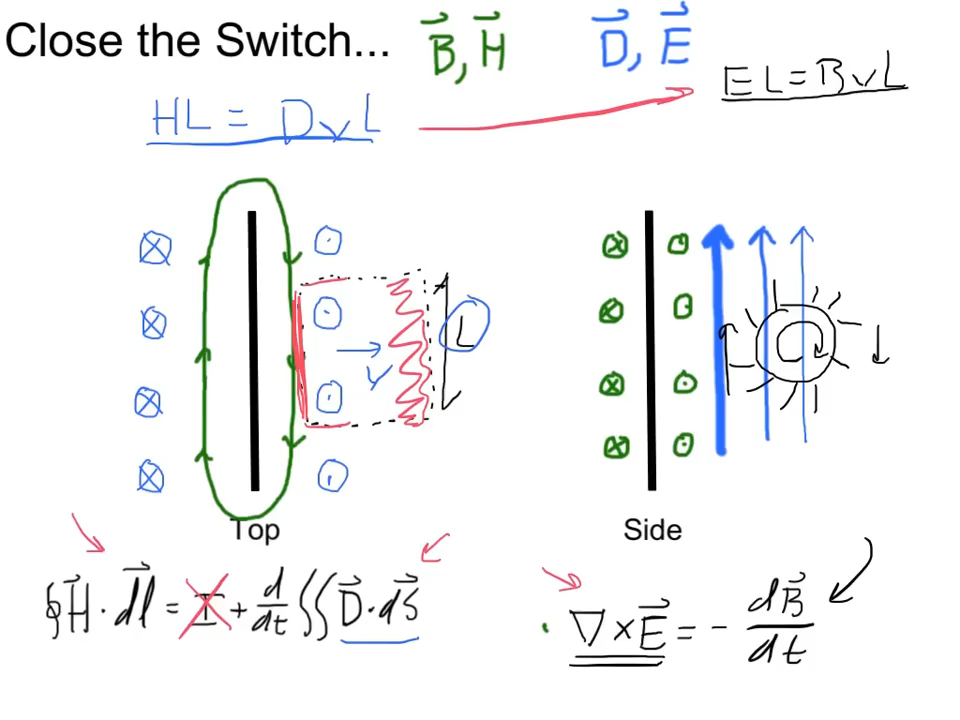 Close the Switch...
B⃗, H⃗
D⃗, E⃗
HL = DvL
EL = BvL
L
v
Top
Side
∮H⃗ · dl⃗ = I + d/dt ∬ D⃗ · dS⃗
∇ × E⃗ = - dB⃗/dt